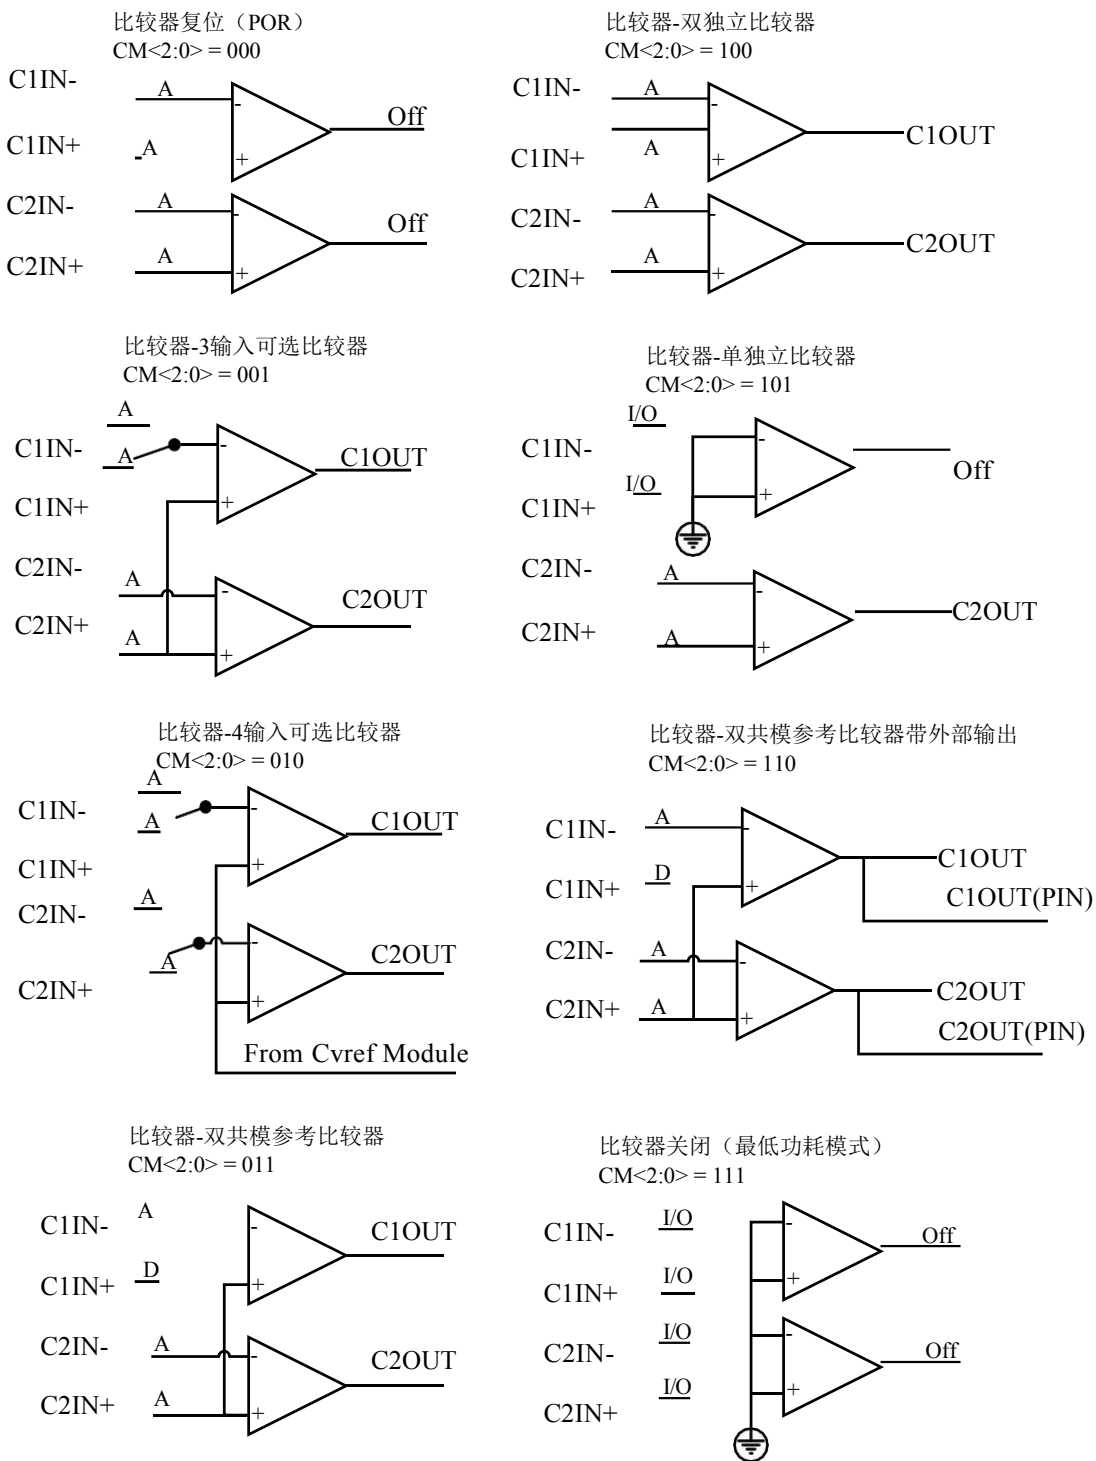 比较器复位（POR）
CM<2:0> = 000
C1IN-
A
-
Off
C1IN+
A
+
C2IN-
A
-
Off
C2IN+
A
+
比较器-双独立比较器
CM<2:0> = 100
C1IN-
A
-
C1OUT
C1IN+
A
+
C2IN-
A
-
C2OUT
C2IN+
A
+
比较器-3输入可选比较器
CM<2:0> = 001
A
C1IN-
A
-
C1OUT
C1IN+
+
C2IN-
A
-
C2OUT
C2IN+
A
+
比较器-单独立比较器
CM<2:0> = 101
I/O
C1IN-
-
Off
I/O
C1IN+
+
C2IN-
A
-
C2OUT
C2IN+
A
+
比较器-4输入可选比较器
CM<2:0> = 010
A
C1IN-
A
-
C1OUT
C1IN+
+
A
C2IN-
-
C2OUT
A
C2IN+
+
From Cvref Module
比较器-双共模参考比较器带外部输出
CM<2:0> = 110
C1IN-
A
-
C1OUT
C1IN+
D
+
C1OUT(PIN)
C2IN-
A
-
C2OUT
C2IN+
A
+
C2OUT(PIN)
比较器-双共模参考比较器
CM<2:0> = 011
C1IN-
A
-
C1OUT
C1IN+
D
+
C2IN-
A
-
C2OUT
C2IN+
A
+
比较器关闭（最低功耗模式）
CM<2:0> = 111
C1IN-
I/O
-
Off
C1IN+
I/O
+
C2IN-
I/O
-
Off
C2IN+
I/O
+